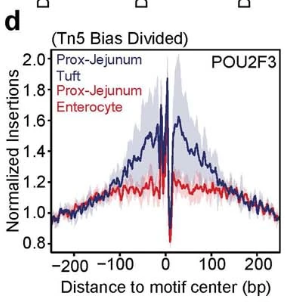 d
(Tn5 Bias Divided)
Prox-Jejunum
Tuft
Prox-Jejunum
Enterocyte
POU2F3
Normalized Insertions
2.0
1.8
1.6
1.4
1.2
1.0
0.8
−200 −100 0 100 200
Distance to motif center (bp)